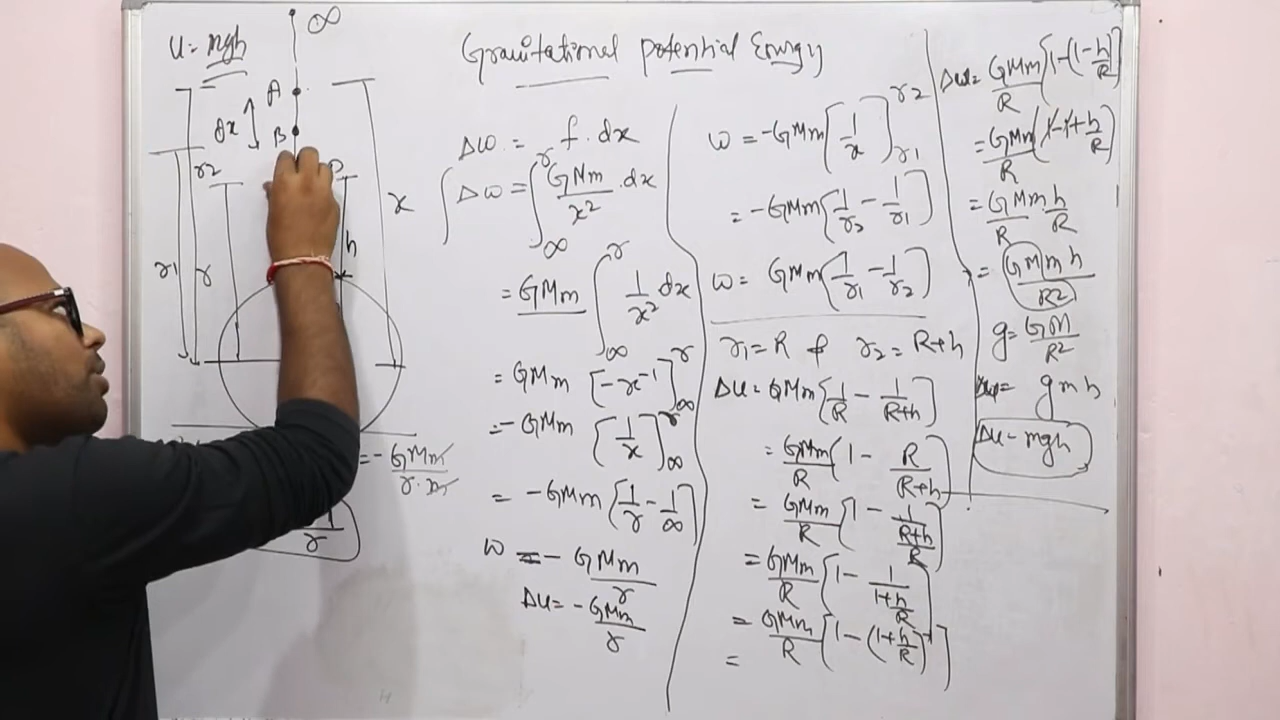 U = mgh
∞
Gravitational Potential Energy
A
dx
B
r2
P
x
h
r1
r
= - GMm / r.m
r
Δw = f. dx
∫ Δw = ∫_∞^r GMm / x² . dx
= GMm ∫_∞^r 1/x² dx
= GMm [-x⁻¹]_∞^r
= - GMm [1/x]_∞^r
= - GMm [1/r - 1/∞]
w = - GMm / r
Δu = - GMm / r
w = -GMm [1/x]_r1^r2
= -GMm [1/r2 - 1/r1]
w = GMm [1/r1 - 1/r2]
r1 = R & r2 = R+h
Δu = GMm [1/R - 1/R+h]
= GMm/R [1 - R/R+h]
= GMm/R [1 - 1/(R+h/R)]
= GMm/R [1 - 1/(1+h/R)]
= GMm/R [1 - (1+h/R)⁻¹]
=
Δu = GMm/R [1-(1-h/R)]
= GMm/R (1-1+h/R)
= GMm/R h/R
= GMmh/R²
g = GM/R²
= gmh
Δu = mgh